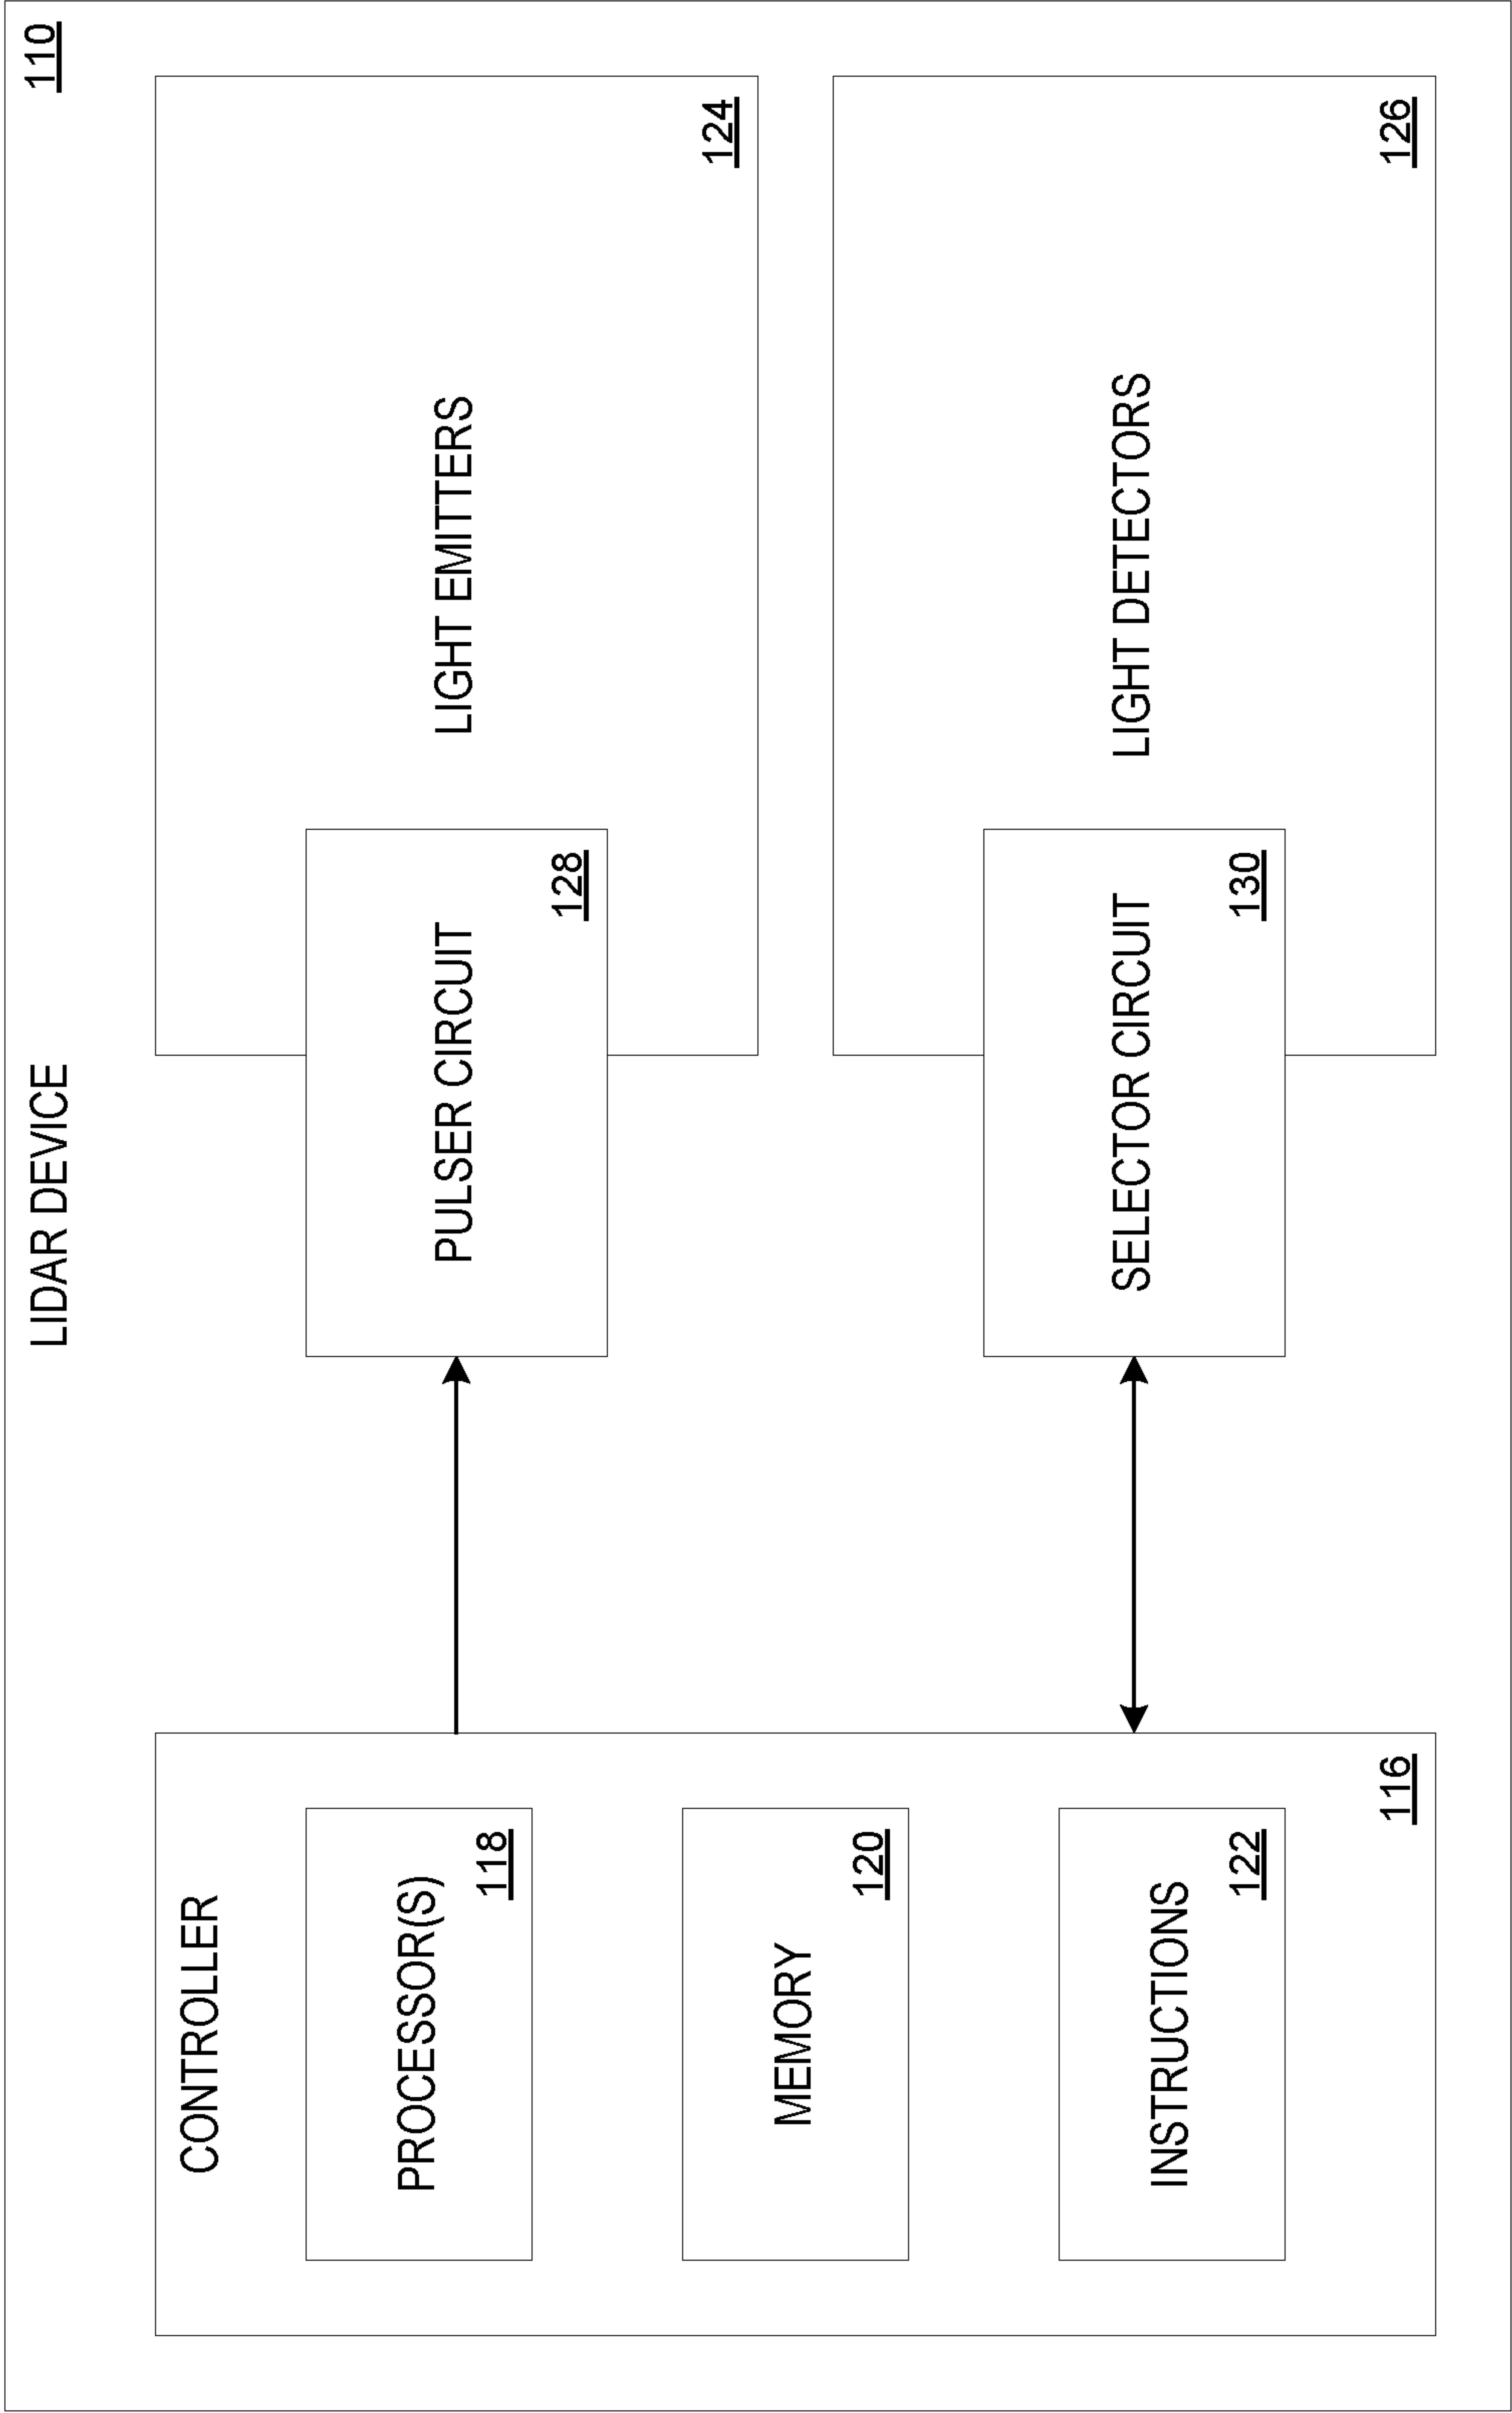 LIDAR DEVICE
110
CONTROLLER
PROCESSOR(S)
118
MEMORY
120
INSTRUCTIONS
122
116
PULSER CIRCUIT
128
LIGHT EMITTERS
124
SELECTOR CIRCUIT
130
LIGHT DETECTORS
126